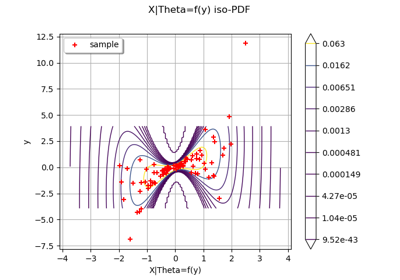 X|Theta=f(y) iso-PDF
sample
12.5
10.0
7.5
5.0
2.5
0.0
−2.5
−5.0
−7.5
y
−4 −3 −2 −1 0 1 2 3 4
X|Theta=f(y)
0.063
0.0162
0.00651
0.00286
0.0013
0.000481
0.000149
4.27e-05
1.04e-05
9.52e-43